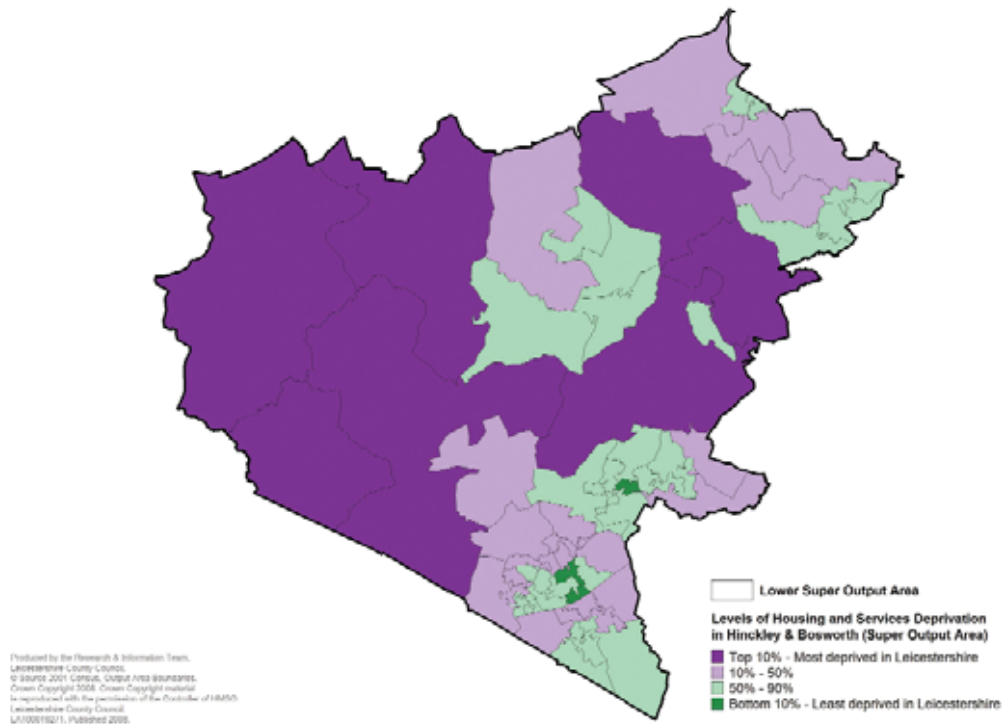 Lower Super Output Area
Levels of Housing and Services Deprivation
in Hinckley & Bosworth (Super Output Area)
Top 10% - Most deprived in Leicestershire
10% - 50%
50% - 90%
Bottom 10% - Least deprived in Leicestershire
Produced by the Research & Information Team,
Leicestershire County Council,
© Source 2001 Census, Output Area Boundaries.
Crown Copyright 2008. Crown Copyright material
is reproduced with the permission of the Controller of HMSO.
Leicestershire County Council.
Published 2008.